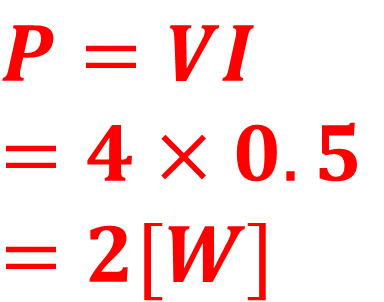 P = VI
= 4 × 0.5
= 2[W]